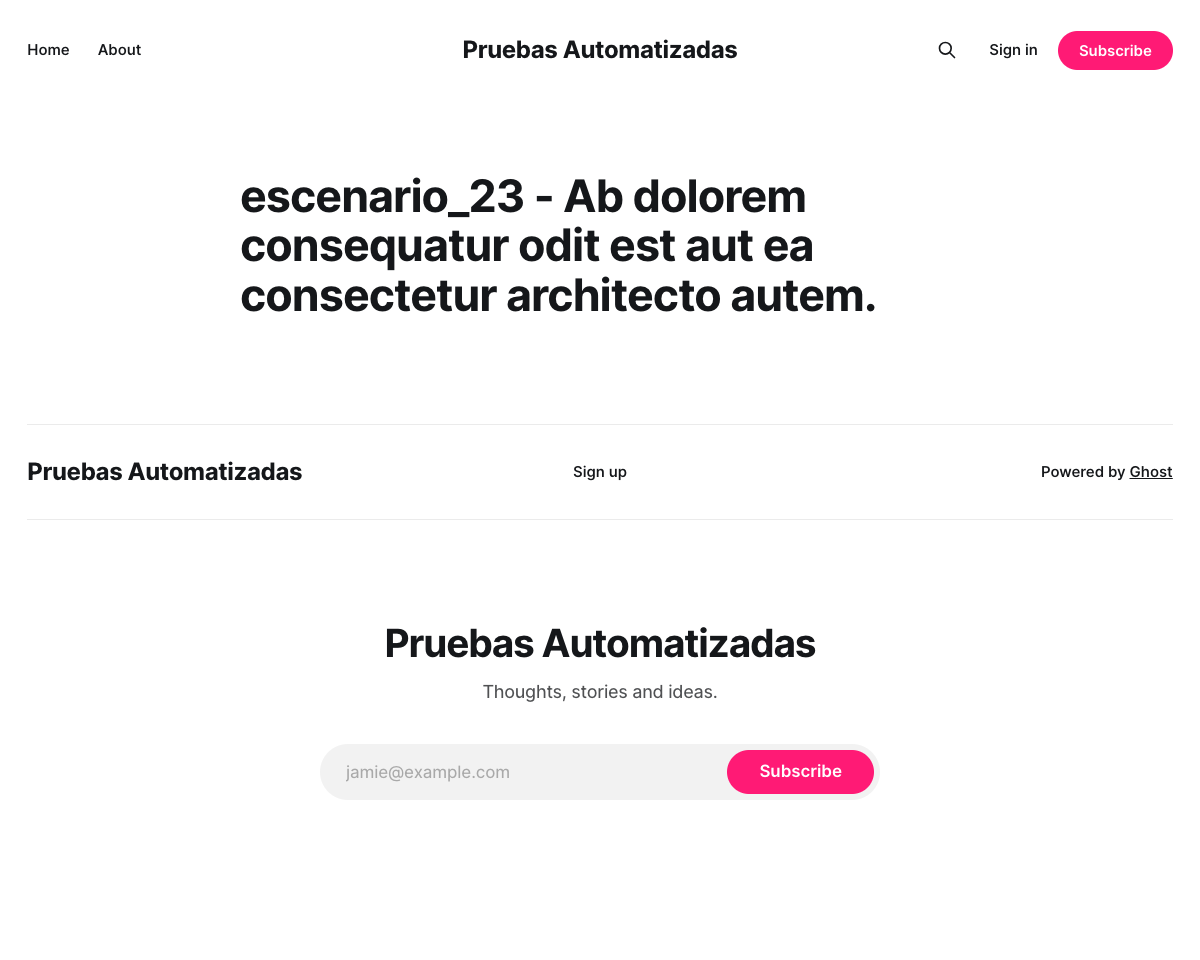 Home About Pruebas Automatizadas Sign in Subscribe
escenario_23 - Ab dolorem
consequatur odit est aut ea
consectetur architecto autem.
Pruebas Automatizadas Sign up Powered by Ghost
Pruebas Automatizadas
Thoughts, stories and ideas.
jamie@example.com Subscribe